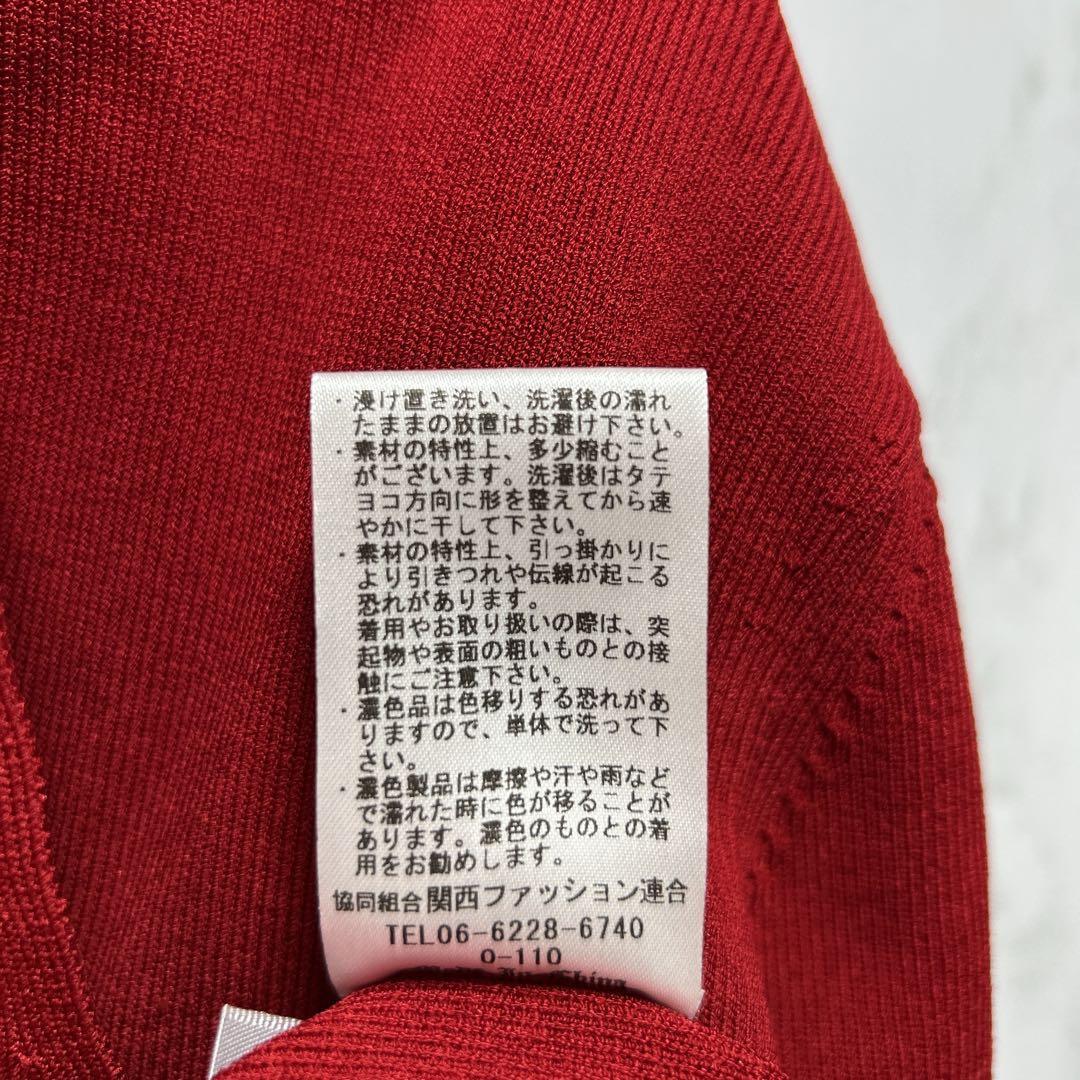 ・浸け置き洗い、洗濯後の濡れ
たままの放置はお避け下さい。
・素材の特性上、多少縮むこと
がございます。洗濯後はタテ
ヨコ方向に形を整えてから速
やかに干して下さい。
・素材の特性上、引っ掛かりに
より引きつれや伝線が起こる
恐れがあります。
着用やお取り扱いの際は、突
起物や表面の粗いものとの接
触にご注意下さい。
・濃色品は色移りする恐れがあ
りますので、単体で洗って下
さい。
・濃色製品は摩擦や汗や雨など
で濡れた時に色が移ることが
あります。濃色のものとの着
用をお勧めします。
協同組合関西ファッション連合
TEL06-6228-6740
O-110
Made In China